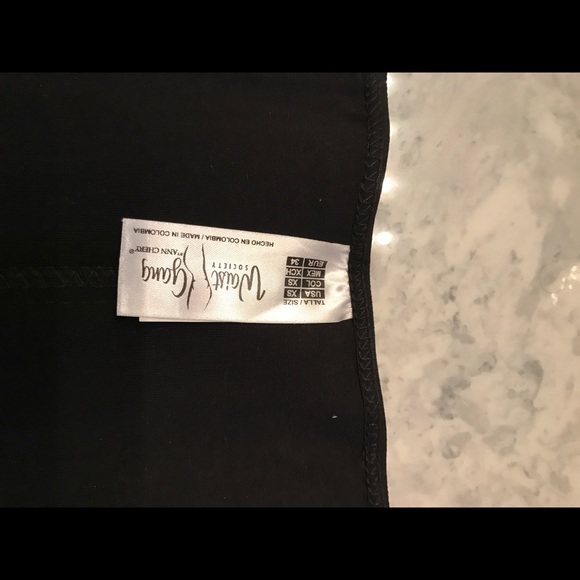 TALLA / SIZE
USA XS
COL XS
MEX XCH
EUR 34
Waist Gang
SOCIETY
BY ANN CHERY®
HECHO EN COLOMBIA / MADE IN COLOMBIA